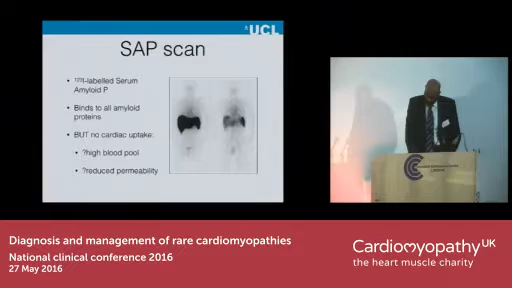 UCL
SAP scan
• ¹²³I-labelled Serum
Amyloid P
• Binds to all amyloid
proteins
• BUT no cardiac uptake:
• ?high blood pool
• ?reduced permeability
Diagnosis and management of rare cardiomyopathies
National clinical conference 2016
27 May 2016
Cardiomyopathy UK
the heart muscle charity